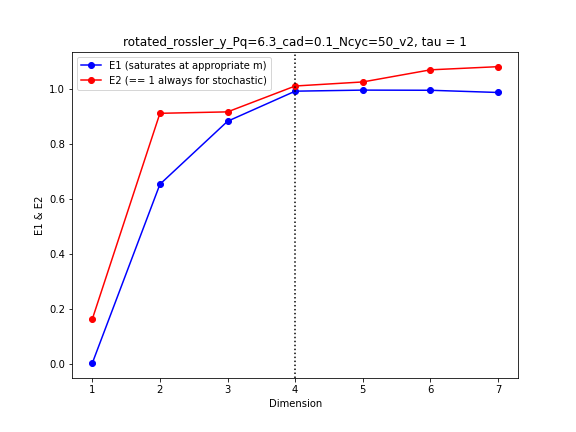 rotated_rossler_y_Pq=6.3_cad=0.1_Ncyc=50_v2, tau = 1
E1 (saturates at appropriate m)
E2 (== 1 always for stochastic)
1.0
0.8
0.6
0.4
0.2
0.0
E1 & E2
1 2 3 4 5 6 7
Dimension